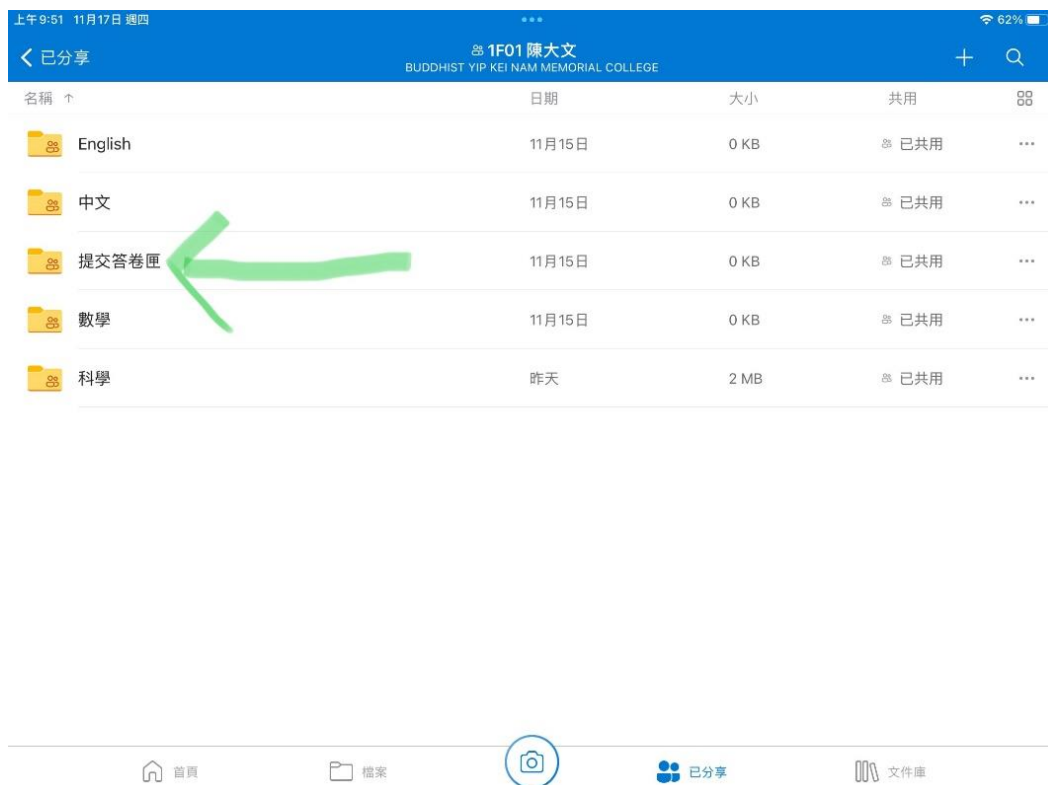 上午9:51 11月17日 週四 62%
已分享 1F01 陳大文
BUDDHIST YIP KEI NAM MEMORIAL COLLEGE
名稱 日期 大小 共用
English 11月15日 0 KB 已共用
中文 11月15日 0 KB 已共用
提交答卷匣 11月15日 0 KB 已共用
數學 11月15日 0 KB 已共用
科學 昨天 2 MB 已共用
首頁 檔案 已分享 文件庫